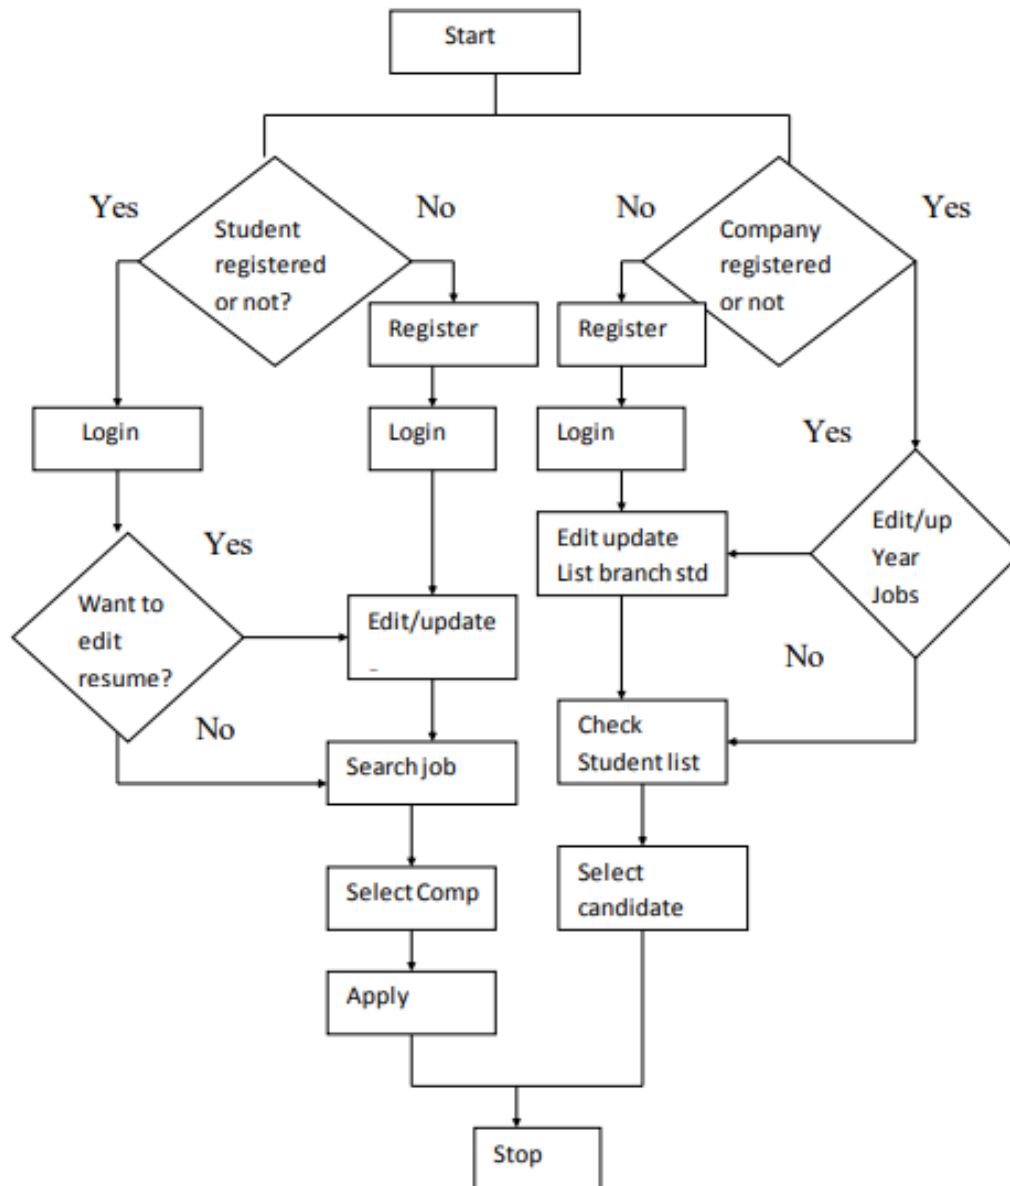 Start
Yes
No
No
Yes
Student
registered
or not?
Company
registered
or not
Register
Register
Login
Login
Login
Yes
Yes
Edit update
List branch std
Edit/up
Year
Jobs
Want to
edit
resume?
Edit/update
No
No
Search job
Check
Student list
Select Comp
Select
candidate
Apply
Stop